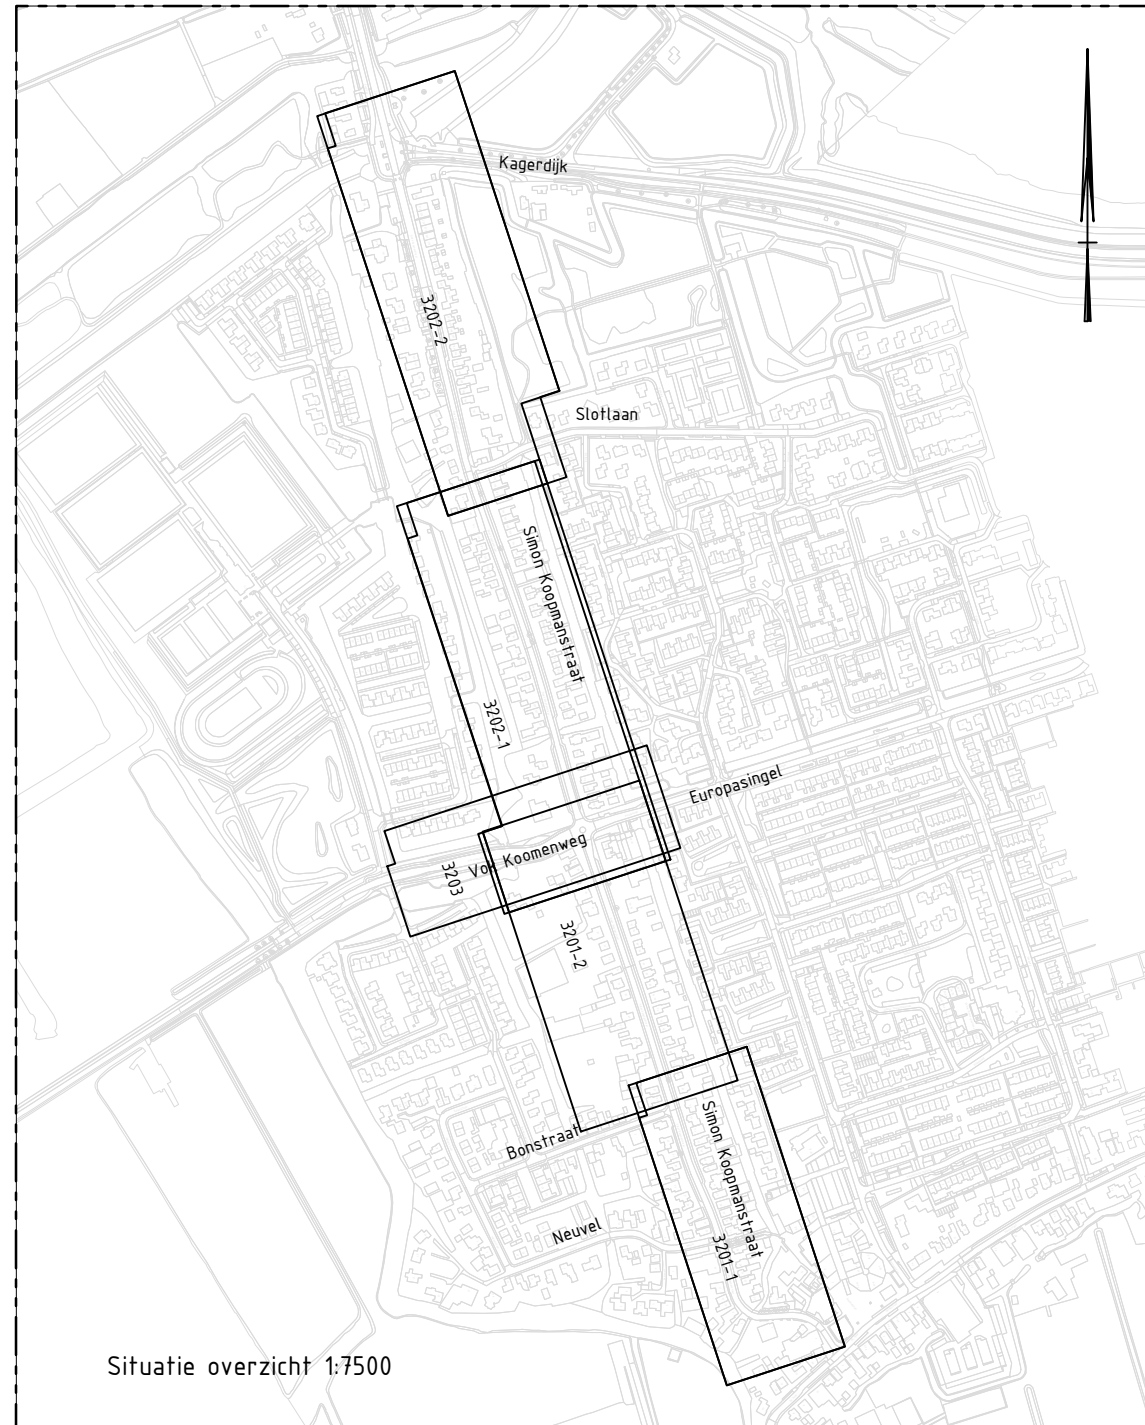 Kagerdijk
3202-2
Slotlaan
Simon Koopmanstraat
3202-1
Europasingel
Vok Koomenweg
3203
3201-2
Simon Koopmanstraat
Bonstraat
Neuvel
3201-1
Situatie overzicht 1:7500